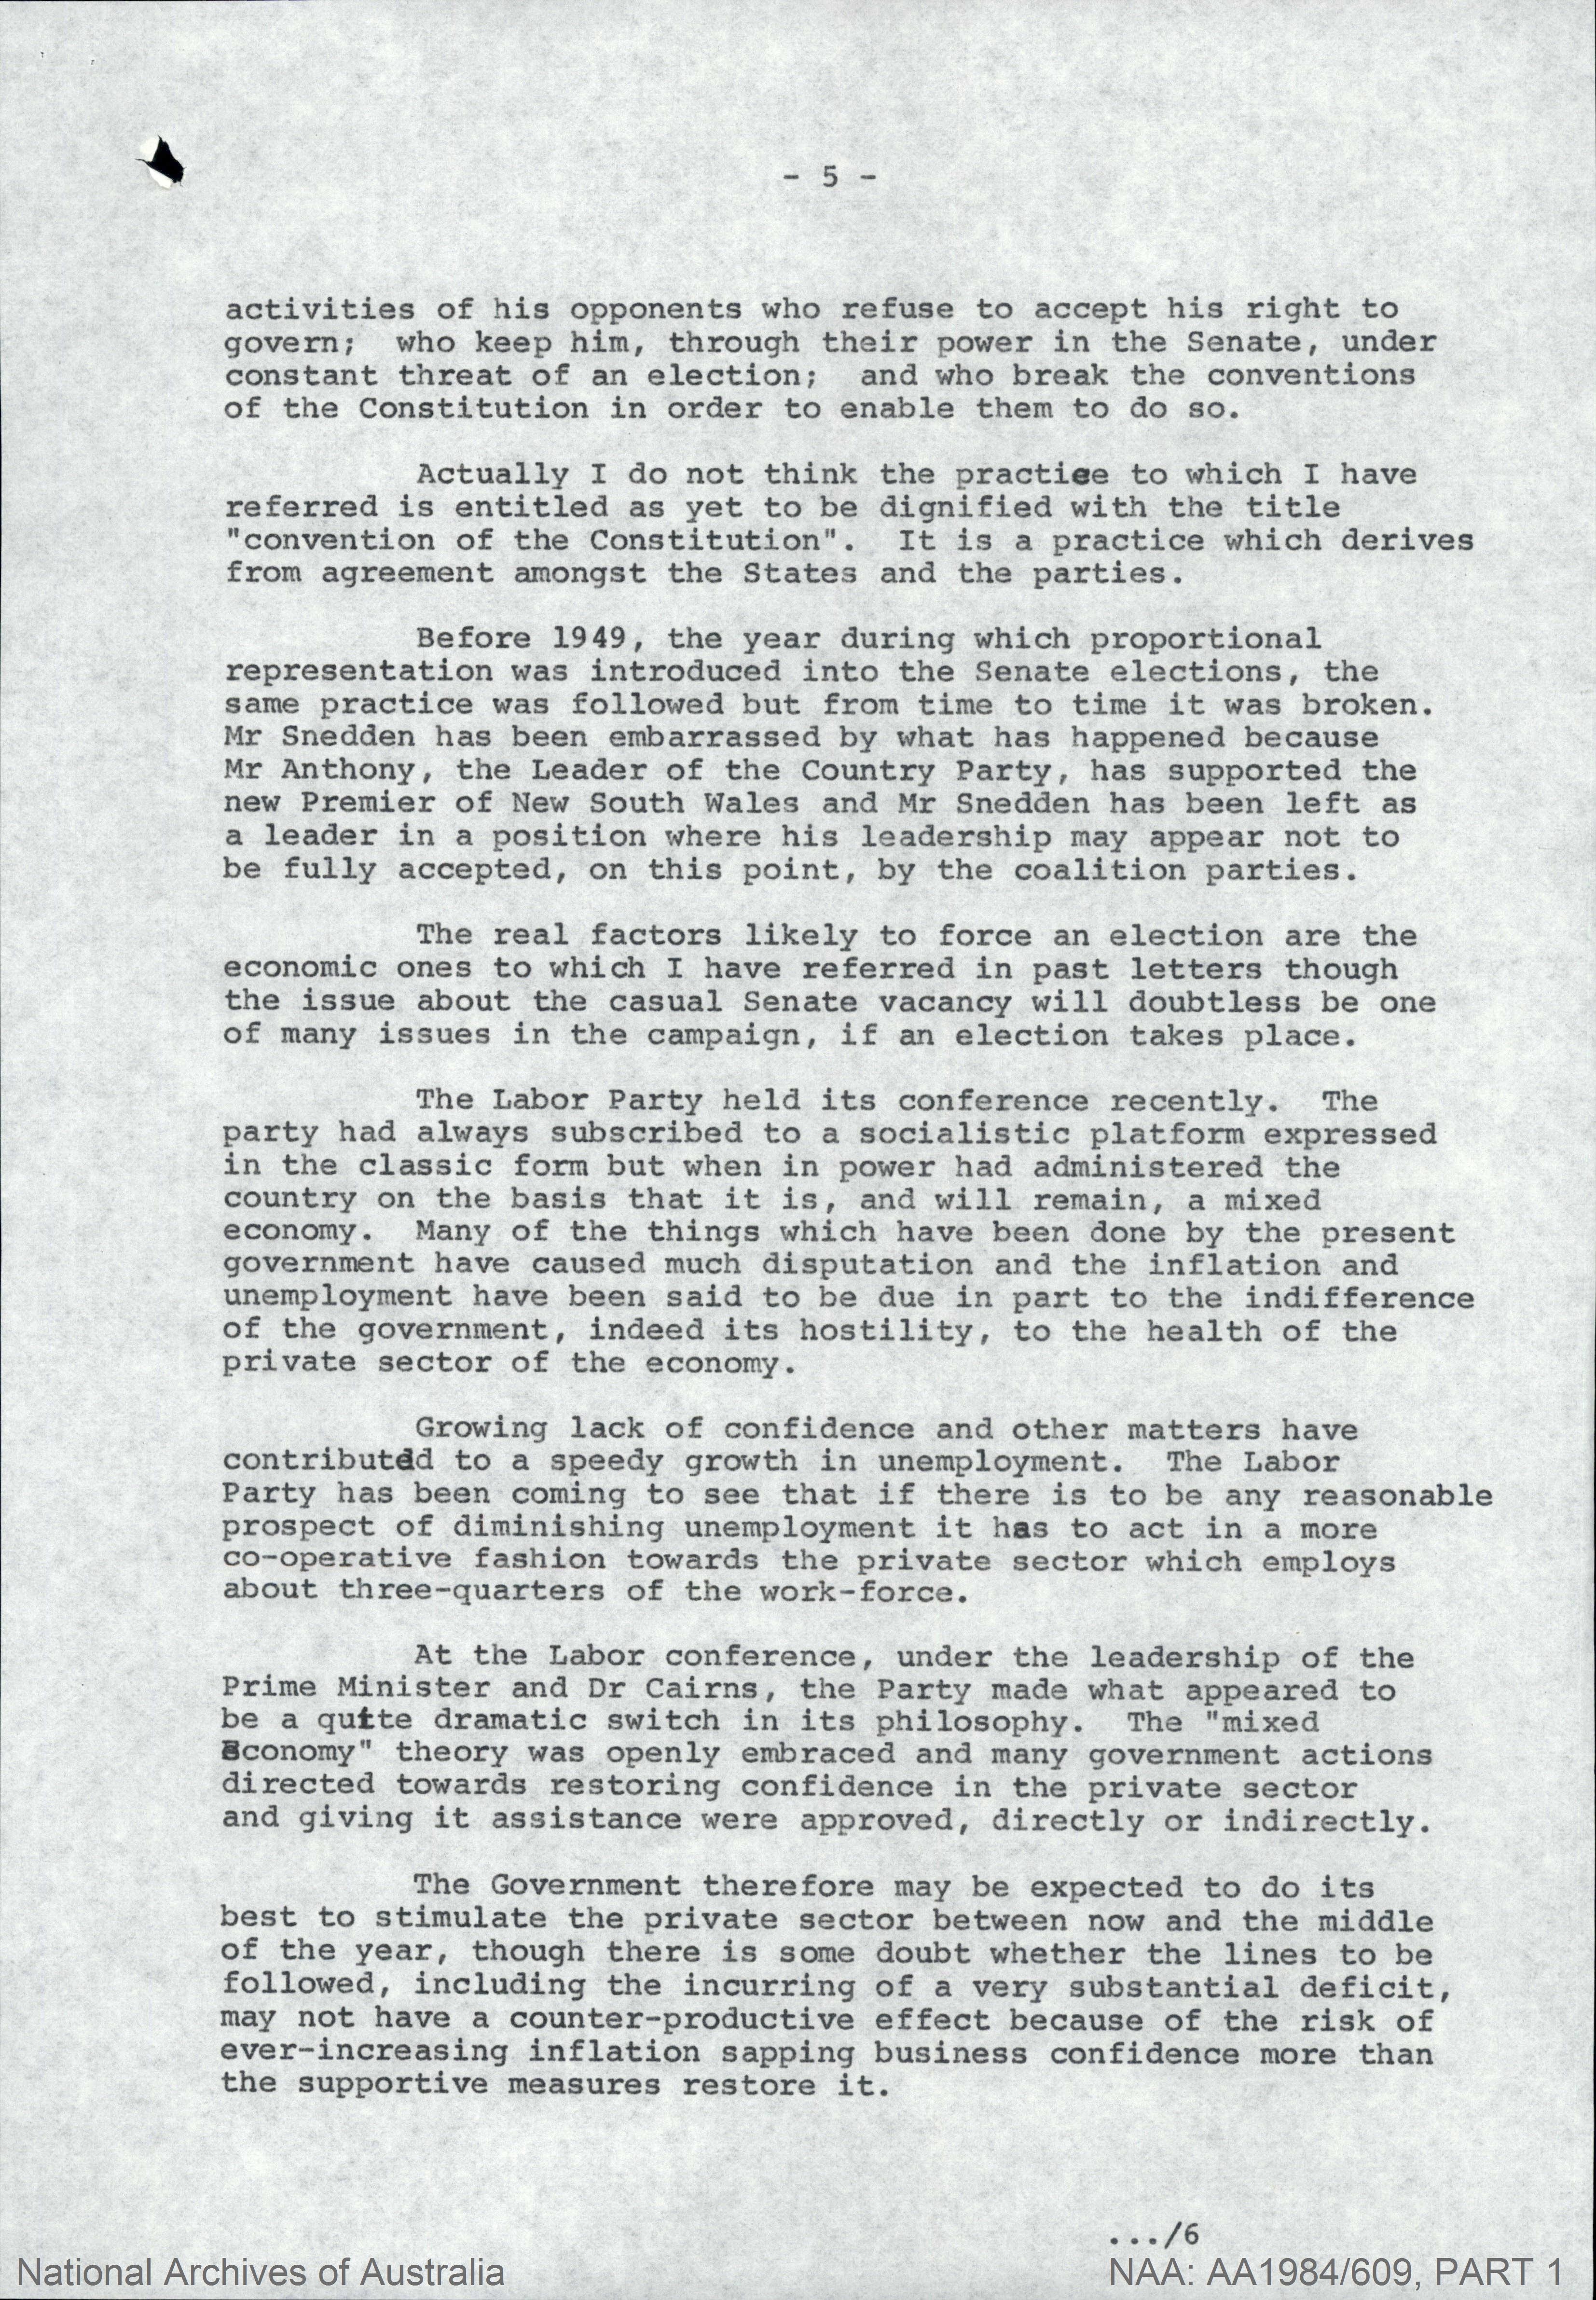 - 5 -
activities of his opponents who refuse to accept his right to
govern;  who keep him, through their power in the Senate, under
constant threat of an election;  and who break the conventions
of the Constitution in order to enable them to do so.
Actually I do not think the practice to which I have
referred is entitled as yet to be dignified with the title
"convention of the Constitution".  It is a practice which derives
from agreement amongst the States and the parties.
Before 1949, the year during which proportional
representation was introduced into the Senate elections, the
same practice was followed but from time to time it was broken.
Mr Snedden has been embarrassed by what has happened because
Mr Anthony, the Leader of the Country Party, has supported the
new Premier of New South Wales and Mr Snedden has been left as
a leader in a position where his leadership may appear not to
be fully accepted, on this point, by the coalition parties.
The real factors likely to force an election are the
economic ones to which I have referred in past letters though
the issue about the casual Senate vacancy will doubtless be one
of many issues in the campaign, if an election takes place.
The Labor Party held its conference recently.  The
party had always subscribed to a socialistic platform expressed
in the classic form but when in power had administered the
country on the basis that it is, and will remain, a mixed
economy.  Many of the things which have been done by the present
government have caused much disputation and the inflation and
unemployment have been said to be due in part to the indifference
of the government, indeed its hostility, to the health of the
private sector of the economy.
Growing lack of confidence and other matters have
contributed to a speedy growth in unemployment.  The Labor
Party has been coming to see that if there is to be any reasonable
prospect of diminishing unemployment it has to act in a more
co-operative fashion towards the private sector which employs
about three-quarters of the work-force.
At the Labor conference, under the leadership of the
Prime Minister and Dr Cairns, the Party made what appeared to
be a quite dramatic switch in its philosophy.  The "mixed
economy" theory was openly embraced and many government actions
directed towards restoring confidence in the private sector
and giving it assistance were approved, directly or indirectly.
The Government therefore may be expected to do its
best to stimulate the private sector between now and the middle
of the year, though there is some doubt whether the lines to be
followed, including the incurring of a very substantial deficit,
may not have a counter-productive effect because of the risk of
ever-increasing inflation sapping business confidence more than
the supportive measures restore it.
.../6
National Archives of Australia
NAA: AA1984/609, PART 1